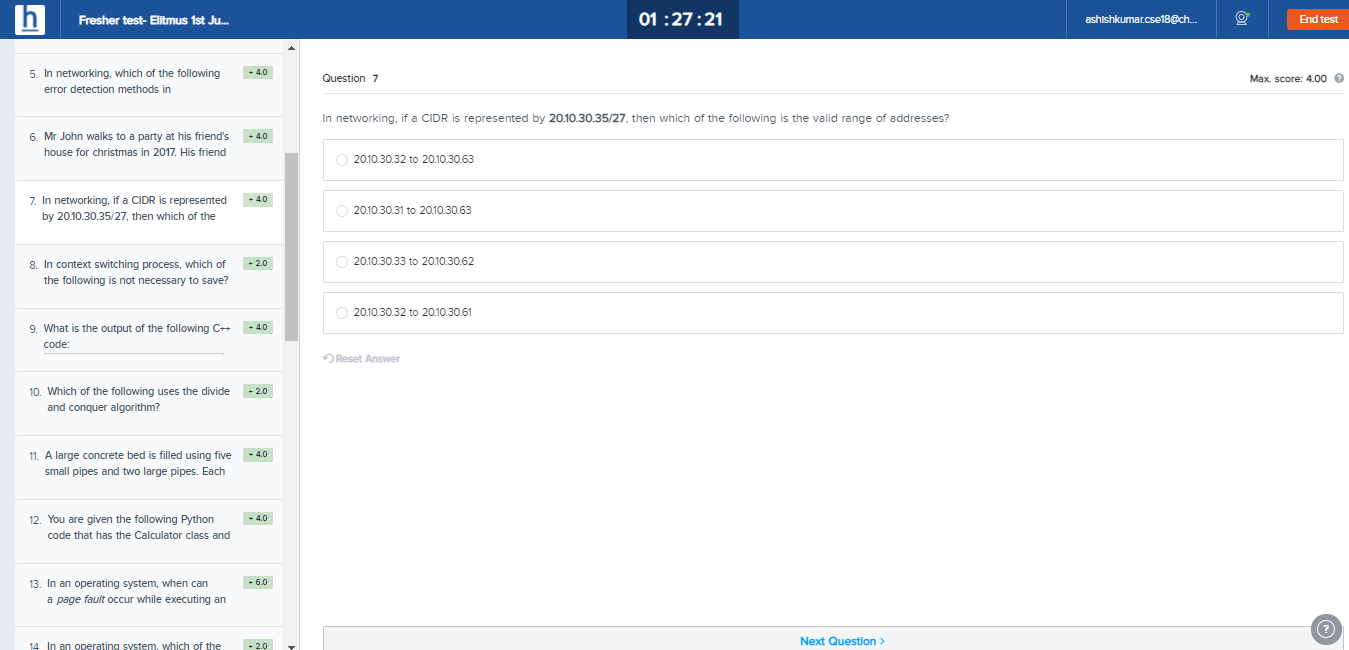 h
Fresher test- Elitmus 1st Ju...
01 : 27 : 21
ashishkumar.cse18@ch...
End test
5. In networking, which of the following
error detection methods in
+ 4.0
6. Mr John walks to a party at his friend's
house for christmas in 2017. His friend
+ 4.0
7. In networking, if a CIDR is represented
by 20.10.30.35/27, then which of the
+ 4.0
8. In context switching process, which of
the following is not necessary to save?
+ 2.0
9. What is the output of the following C++
code:
+ 4.0
10. Which of the following uses the divide
and conquer algorithm?
+ 2.0
11. A large concrete bed is filled using five
small pipes and two large pipes. Each
+ 4.0
12. You are given the following Python
code that has the Calculator class and
+ 4.0
13. In an operating system, when can
a page fault occur while executing an
+ 6.0
14. In an operating system, which of the
+ 2.0
Question 7
Max. score: 4.00 ?
In networking, if a CIDR is represented by 20.10.30.35/27, then which of the following is the valid range of addresses?
20.10.30.32 to 20.10.30.63
20.10.30.31 to 20.10.30.63
20.10.30.33 to 20.10.30.62
20.10.30.32 to 20.10.30.61
Reset Answer
Next Question >
?